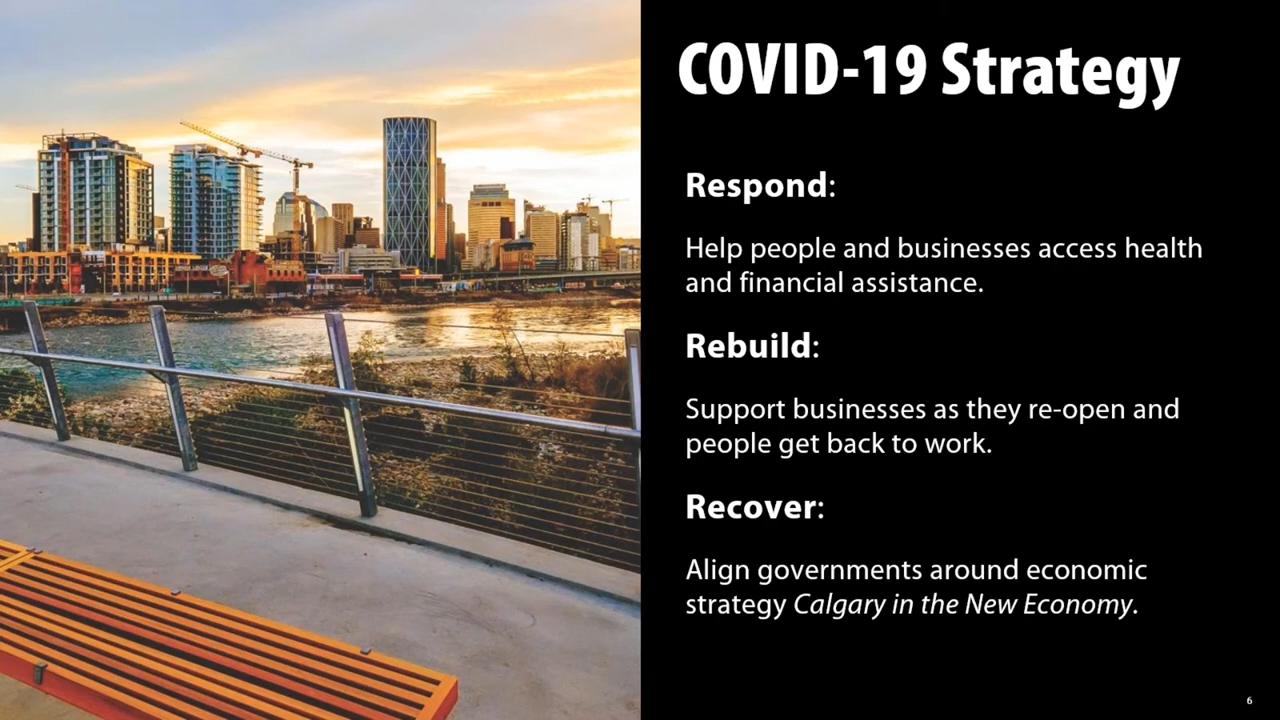 COVID-19 Strategy
Respond:
Help people and businesses access health
and financial assistance.
Rebuild:
Support businesses as they re-open and
people get back to work.
Recover:
Align governments around economic
strategy Calgary in the New Economy.
6